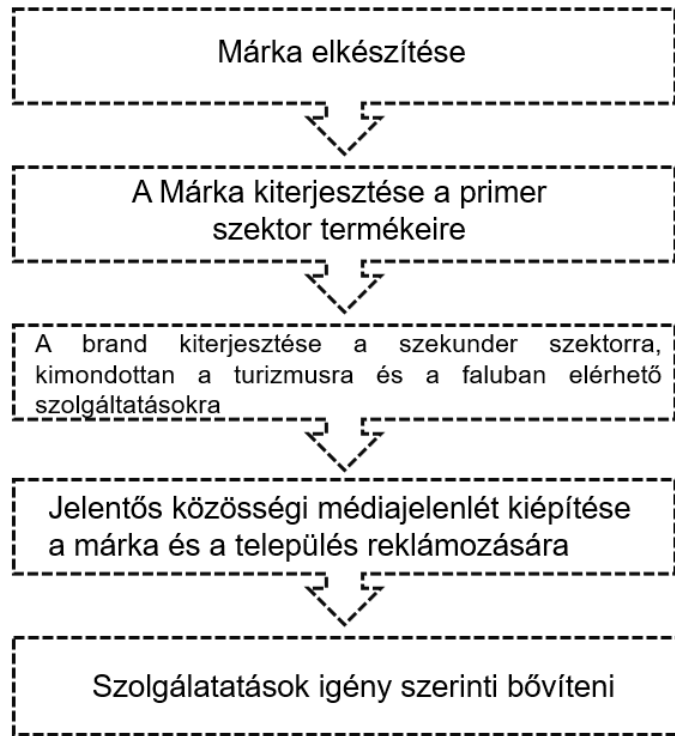 Márka elkészítése
A Márka kiterjesztése a primer
szektor termékeire
A brand kiterjesztése a szekunder szektorra,
kimondottan a turizmusra és a faluban elérhető
szolgáltatásokra
Jelentős közösségi médiajelenlét kiépítése
a márka és a település reklámozására
Szolgálatatások igény szerinti bővíteni